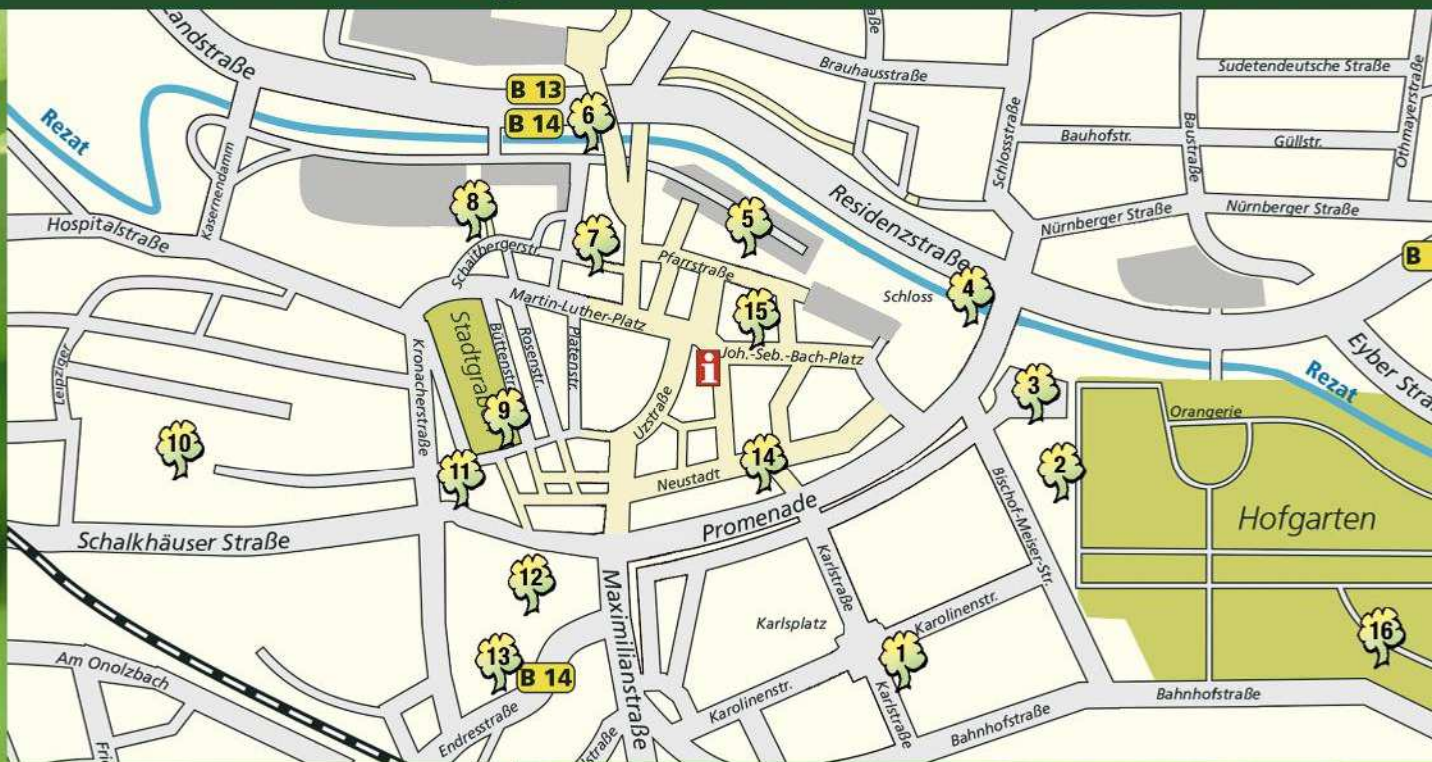 Landstraße
B 13
B 14
6
Brauhausstraße
Schlossstraße
Sudetendeutsche Straße
Othmayerstraße
Baustraße
Bauhofstr.
Güllstr.
Rezat
Kasernendamm
Hospitalstraße
8
7
5
Schaitbergerstr.
Pfarrstraße
Residenzstraße
Nürnberger Straße
Nürnberger Straße
B
4
Schloss
15
Martin-Luther-Platz
Joh.-Seb.-Bach-Platz
i
Stadtgrab
Büttenstr.
Rosenstr.
Platenstr.
Uzstraße
Kronacherstraße
Leipziger
9
10
11
14
Neustadt
Promenade
3
2
Orangerie
Rezat
Eyber Stra
Hofgarten
Bischof-Meiser-Str.
Schalkhäuser Straße
12
13
B 14
Maximilianstraße
Karlsplatz
Karlstraße
Karolinenstr.
1
16
Am Onolzbach
Endresstraße
Karolinenstr.
Karlstraße
Bahnhofstraße
Bahnhofstraße